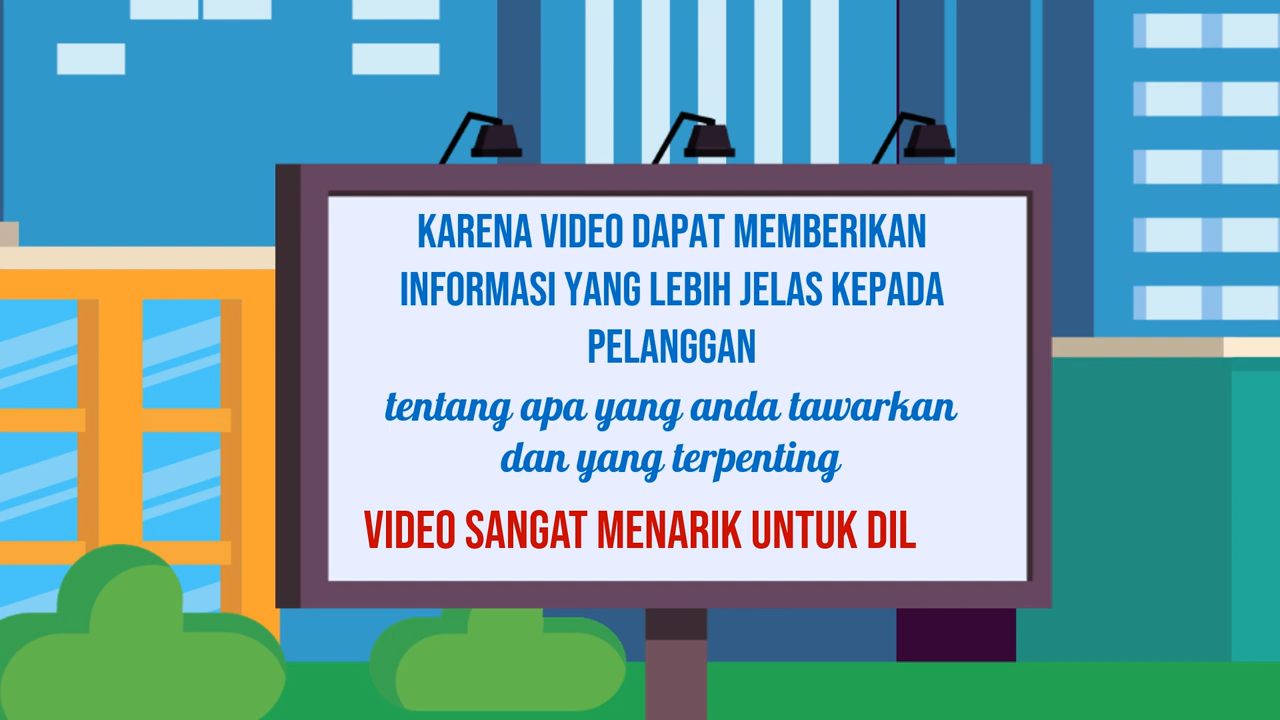 KARENA VIDEO DAPAT MEMBERIKAN
INFORMASI YANG LEBIH JELAS KEPADA
PELANGGAN
tentang apa yang anda tawarkan
dan yang terpenting
VIDEO SANGAT MENARIK UNTUK DIL